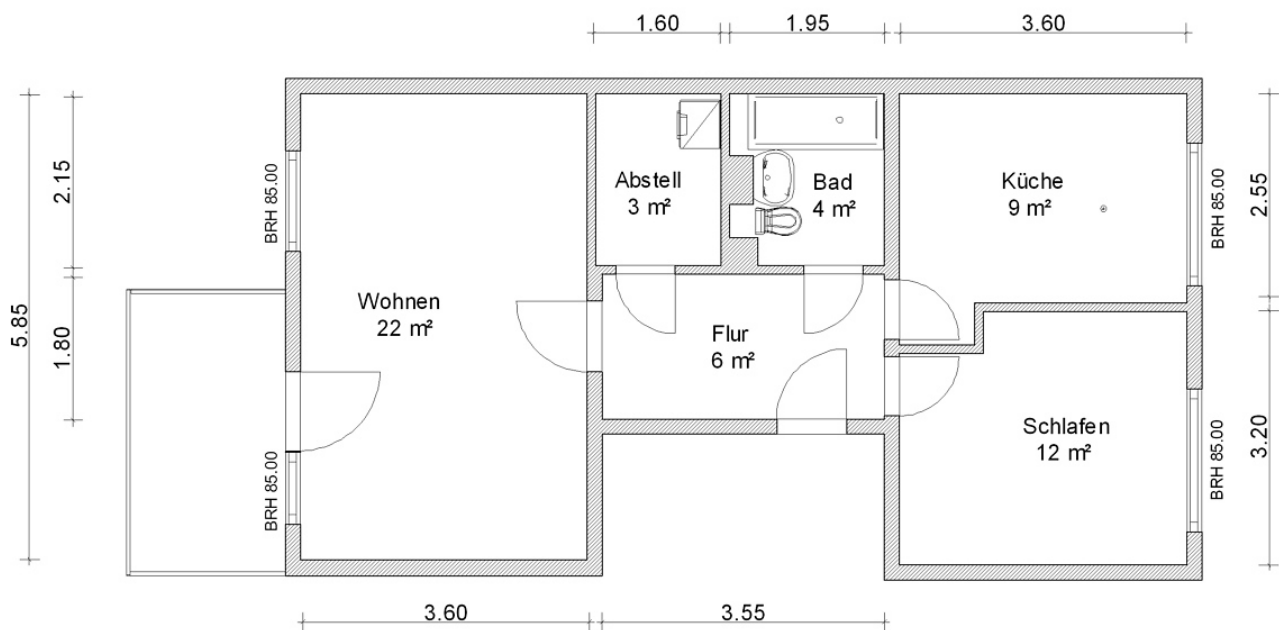 1.60
1.95
3.60
5.85
2.15
1.80
BRH 85.00
Wohnen
22 m²
BRH 85.00
Abstell
3 m²
Bad
4 m²
Flur
6 m²
Küche
9 m²
BRH 85.00
2.55
Schlafen
12 m²
BRH 85.00
3.20
3.60
3.55